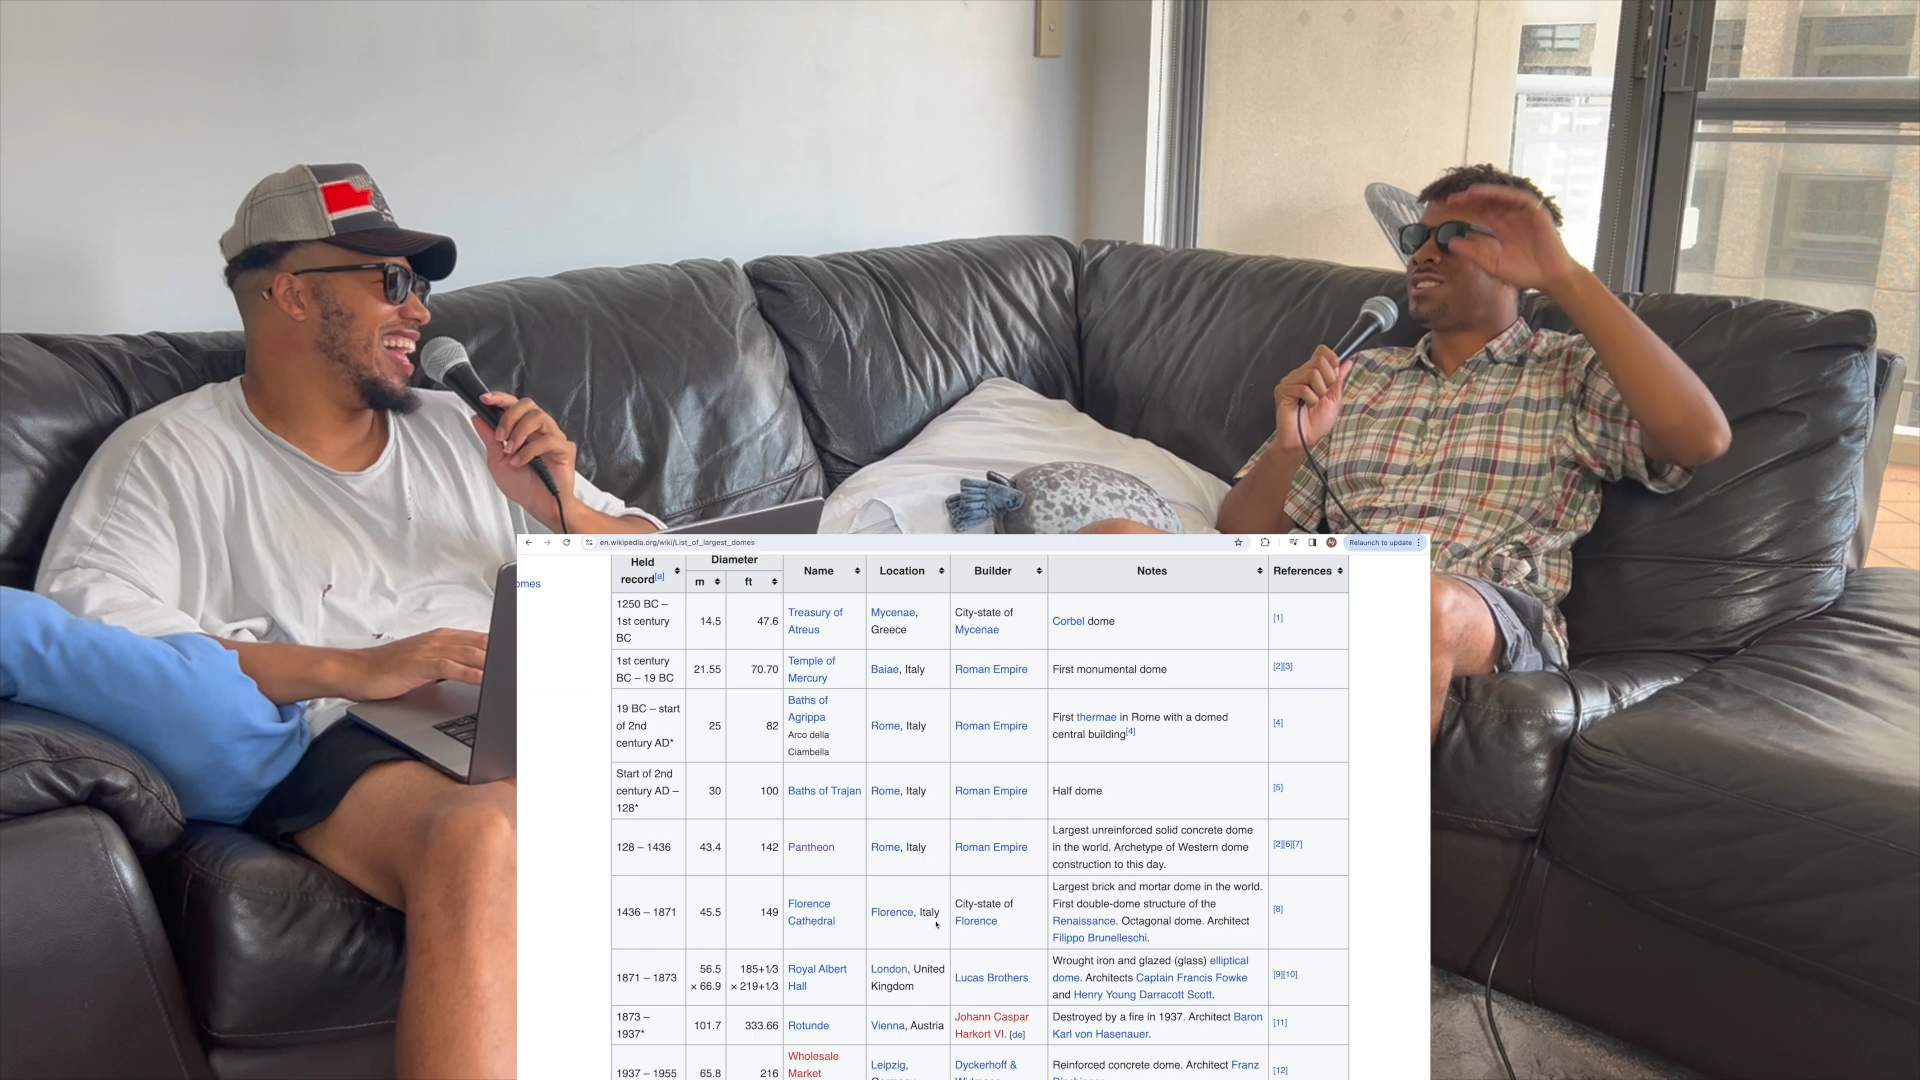 en.wikipedia.org/wiki/List_of_largest_domes
Relaunch to update
omes
Held
record[a]
Diameter
m
ft
Name
Location
Builder
Notes
References
1250 BC –
1st century
BC
14.5
47.6
Treasury of
Atreus
Mycenae,
Greece
City-state of
Mycenae
Corbel dome
[1]
1st century
BC – 19 BC
21.55
70.70
Temple of
Mercury
Baiae, Italy
Roman Empire
First monumental dome
[2][3]
19 BC – start
of 2nd
century AD*
25
82
Baths of
Agrippa
Arco della
Ciambella
Rome, Italy
Roman Empire
First thermae in Rome with a domed
central building[4]
[4]
Start of 2nd
century AD –
128*
30
100
Baths of Trajan
Rome, Italy
Roman Empire
Half dome
[5]
128 – 1436
43.4
142
Pantheon
Rome, Italy
Roman Empire
Largest unreinforced solid concrete dome
in the world. Archetype of Western dome
construction to this day.
[2][6][7]
1436 – 1871
45.5
149
Florence
Cathedral
Florence, Italy
City-state of
Florence
Largest brick and mortar dome in the world.
First double-dome structure of the
Renaissance. Octagonal dome. Architect
Filippo Brunelleschi.
[8]
1871 – 1873
56.5
× 66.9
185+1⁄3
× 219+1⁄3
Royal Albert
Hall
London, United
Kingdom
Lucas Brothers
Wrought iron and glazed (glass) elliptical
dome. Architects Captain Francis Fowke
and Henry Young Darracott Scott.
[9][10]
1873 –
1937*
101.7
333.66
Rotunde
Vienna, Austria
Johann Caspar
Harkort VI. [de]
Destroyed by a fire in 1937. Architect Baron
Karl von Hasenauer.
[11]
1937 – 1955
65.8
216
Wholesale
Market
Leipzig,
Dyckerhoff &
Reinforced concrete dome. Architect Franz
[12]